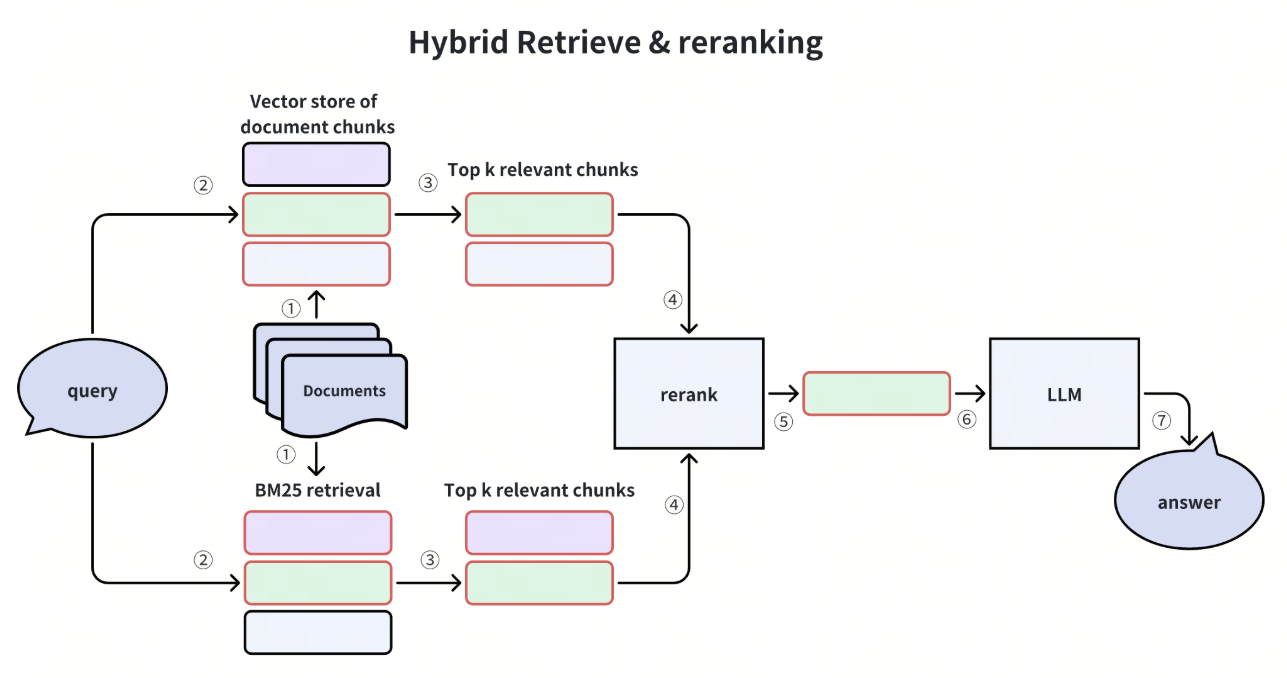 Hybrid Retrieve & reranking
Vector store of
document chunks
②
③
Top k relevant chunks
①
④
query
Documents
rerank
⑤
⑥
LLM
⑦
answer
①
BM25 retrieval
Top k relevant chunks
④
②
③